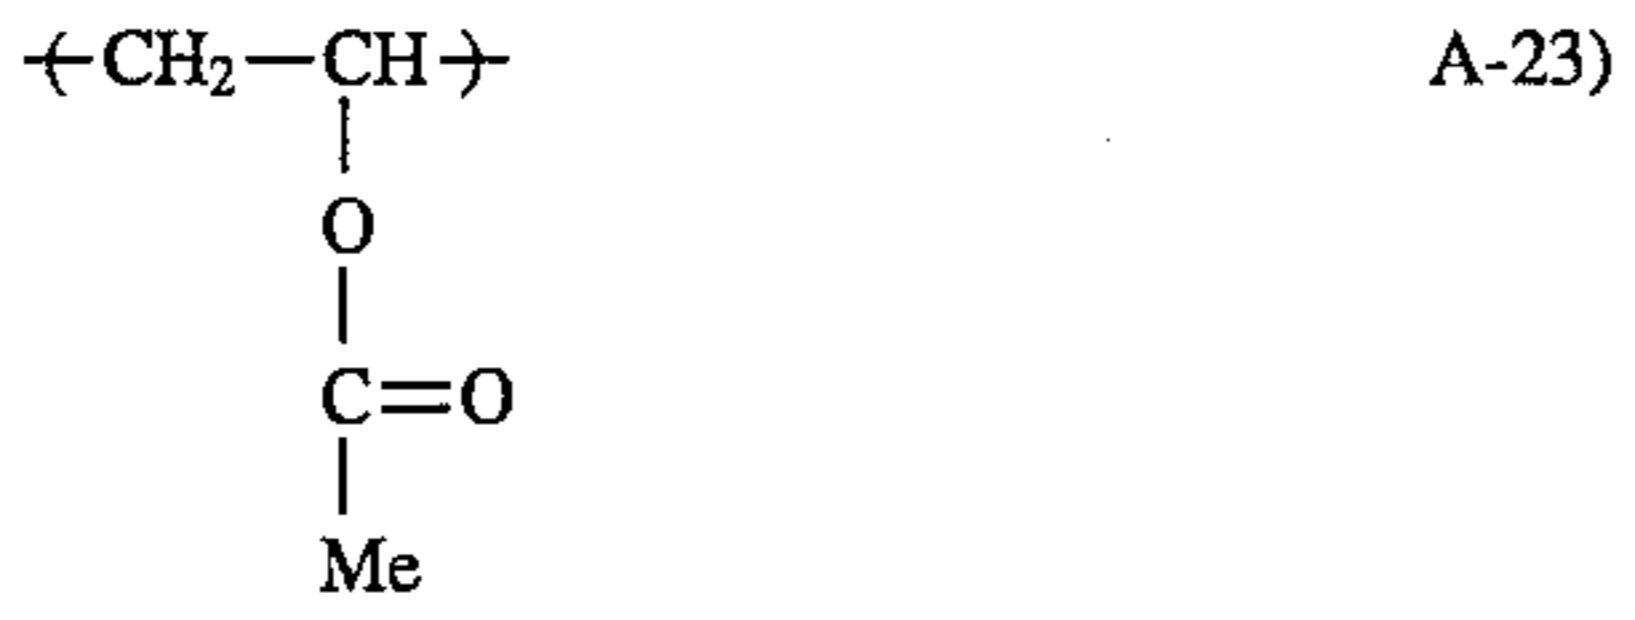 -(-CH₂—CH-)- A-23)
O
C=O
Me